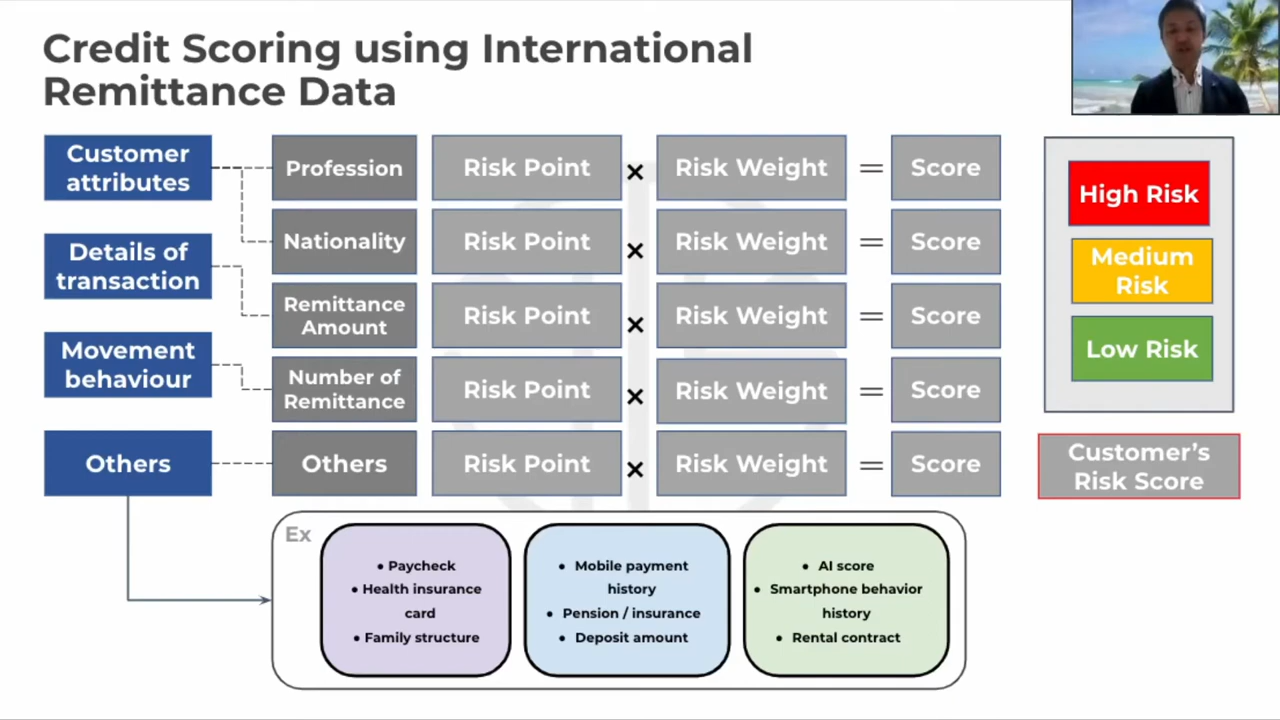 Credit Scoring using International
Remittance Data
Customer
attributes
Details of
transaction
Movement
behaviour
Others
Profession
Risk Point
×
Risk Weight
=
Score
Nationality
Risk Point
×
Risk Weight
=
Score
Remittance
Amount
Risk Point
×
Risk Weight
=
Score
Number of
Remittance
Risk Point
×
Risk Weight
=
Score
Others
Risk Point
×
Risk Weight
=
Score
High Risk
Medium
Risk
Low Risk
Customer’s
Risk Score
Ex
• Paycheck
• Health insurance
card
• Family structure
• Mobile payment
history
• Pension / insurance
• Deposit amount
• AI score
• Smartphone behavior
history
• Rental contract